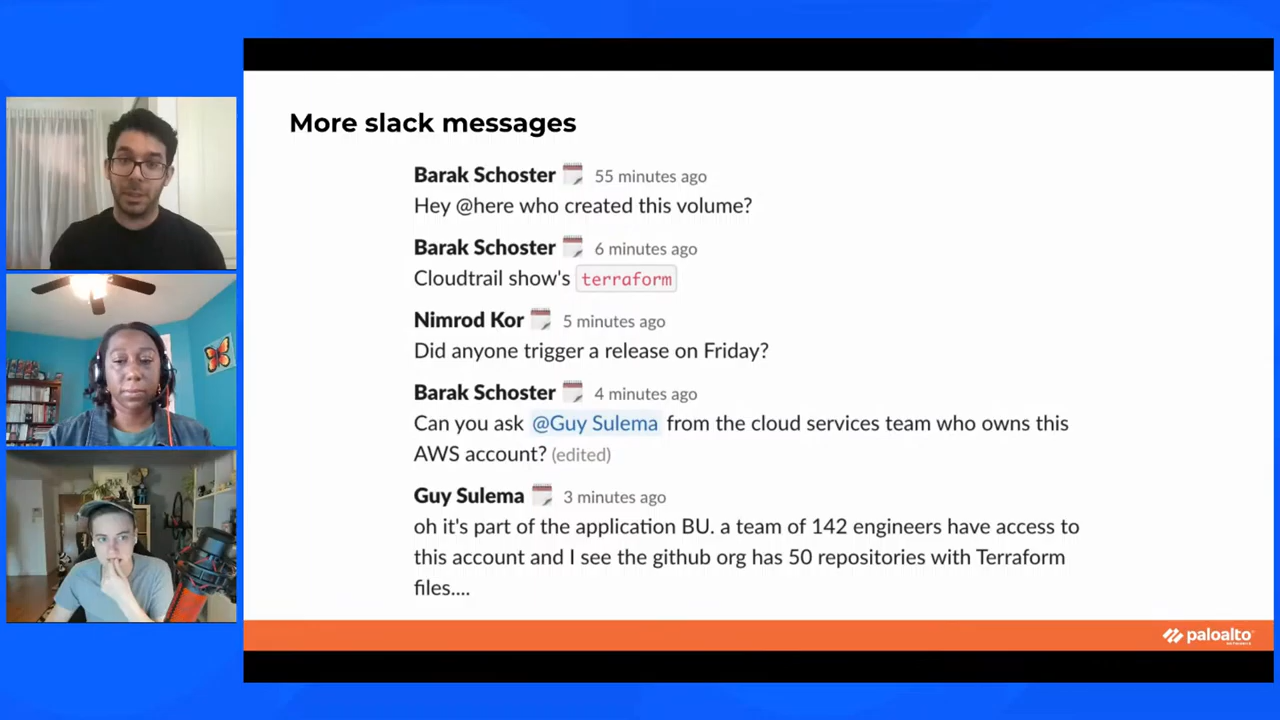 More slack messages
Barak Schoster 55 minutes ago
Hey @here who created this volume?
Barak Schoster 6 minutes ago
Cloudtrail show's terraform
Nimrod Kor 5 minutes ago
Did anyone trigger a release on Friday?
Barak Schoster 4 minutes ago
Can you ask @Guy Sulema from the cloud services team who owns this
AWS account? (edited)
Guy Sulema 3 minutes ago
oh it's part of the application BU. a team of 142 engineers have access to
this account and I see the github org has 50 repositories with Terraform
files....
paloalto
NETWORKS